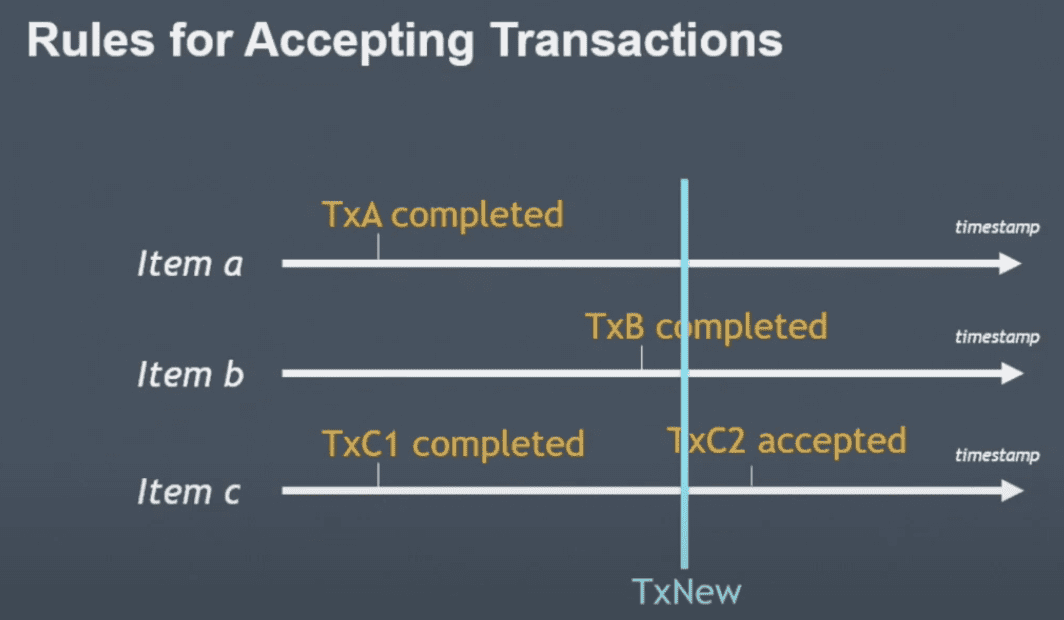 Rules for Accepting Transactions
TxA completed
timestamp
Item a
TxB completed
timestamp
Item b
TxC1 completed
TxC2 accepted
timestamp
Item c
TxNew